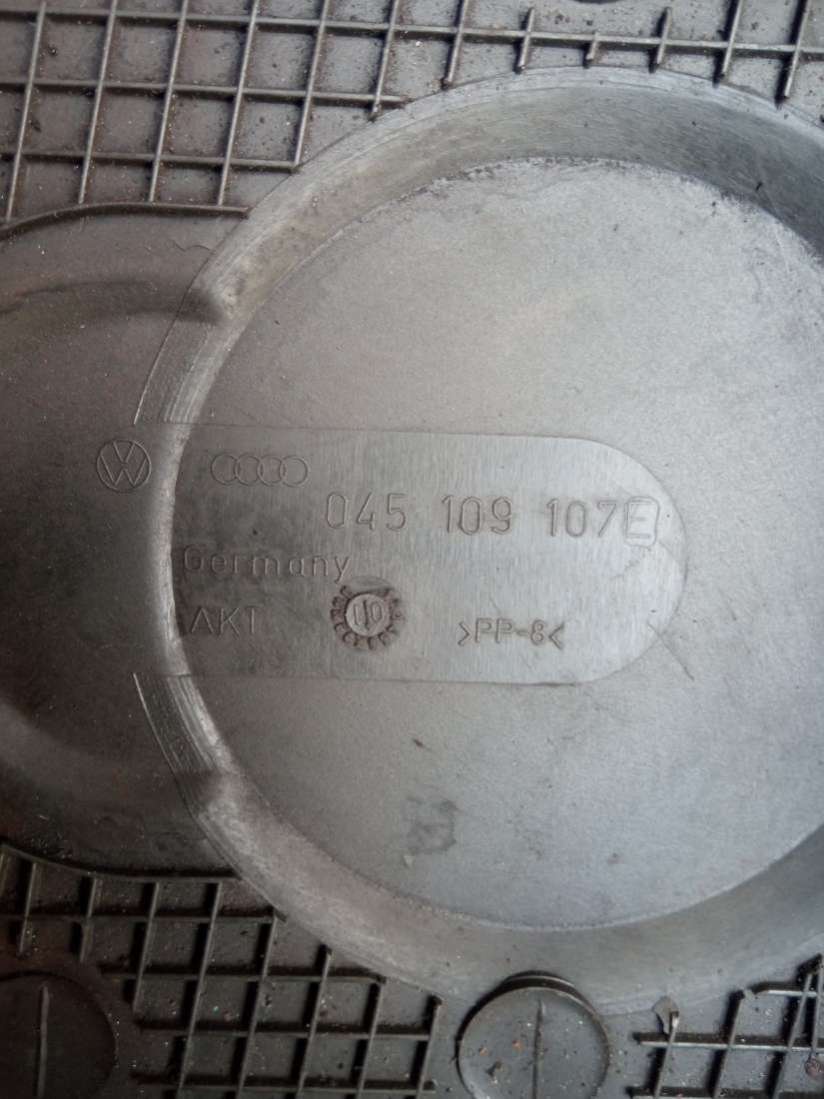 045 109 107E
Germany
AKT
>PP-8<